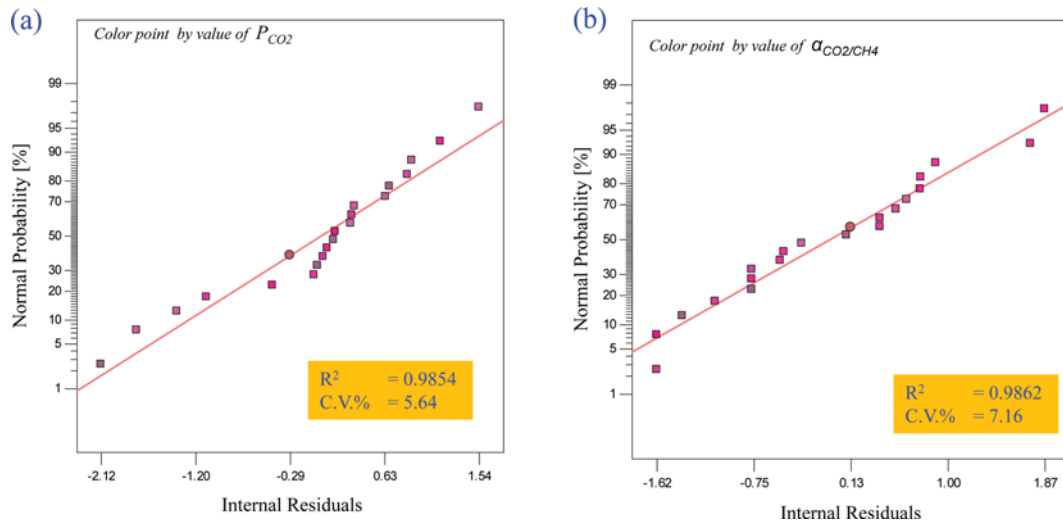 (a)
Color point by value of P_CO2
Normal Probability [%]
99
95
90
80
70
50
30
20
10
5
1
R² = 0.9854
C.V.% = 5.64
-2.12 -1.20 -0.29 0.63 1.54
Internal Residuals
(b)
Color point by value of α_CO2/CH4
Normal Probability [%]
99
95
90
80
70
50
30
20
10
5
1
R² = 0.9862
C.V.% = 7.16
-1.62 -0.75 0.13 1.00 1.87
Internal Residuals